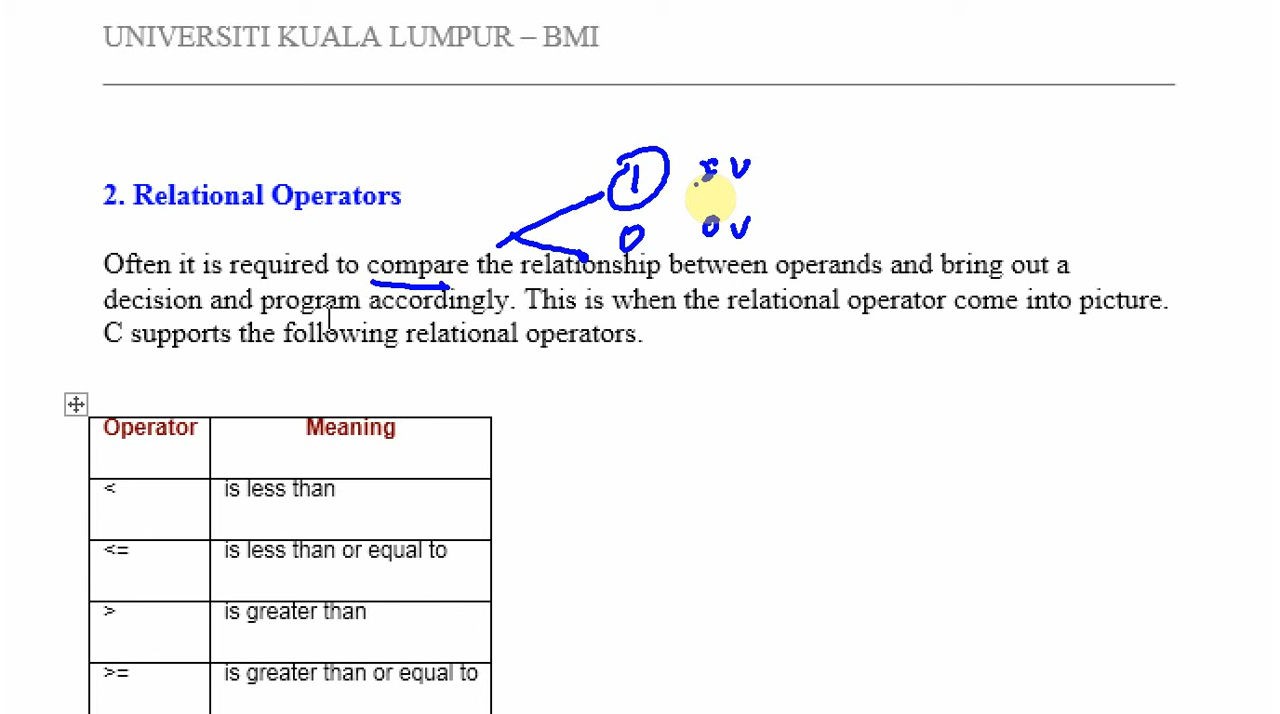 UNIVERSITI KUALA LUMPUR – BMI
1
5 V
2. Relational Operators
0
0 V
Often it is required to compare the relationship between operands and bring out a
decision and program accordingly. This is when the relational operator come into picture.
C supports the following relational operators.
Operator Meaning
< is less than
<= is less than or equal to
> is greater than
>= is greater than or equal to